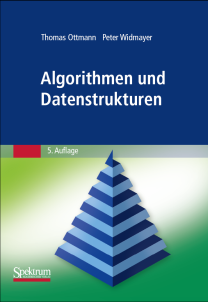 Thomas Ottmann Peter Widmayer
Algorithmen und
Datenstrukturen
5. Auflage
Spektrum